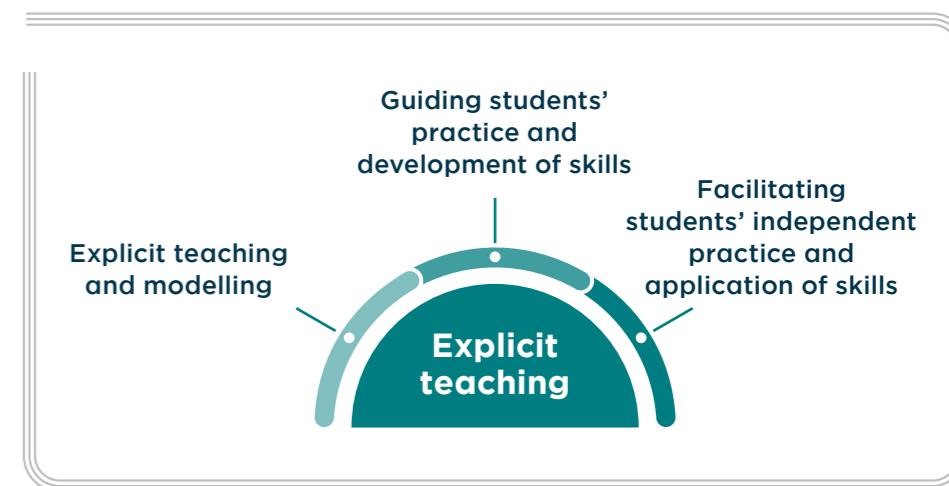 Explicit teaching
and modelling
Guiding students’
practice and
development of skills
Facilitating
students’ independent
practice and
application of skills
Explicit
teaching